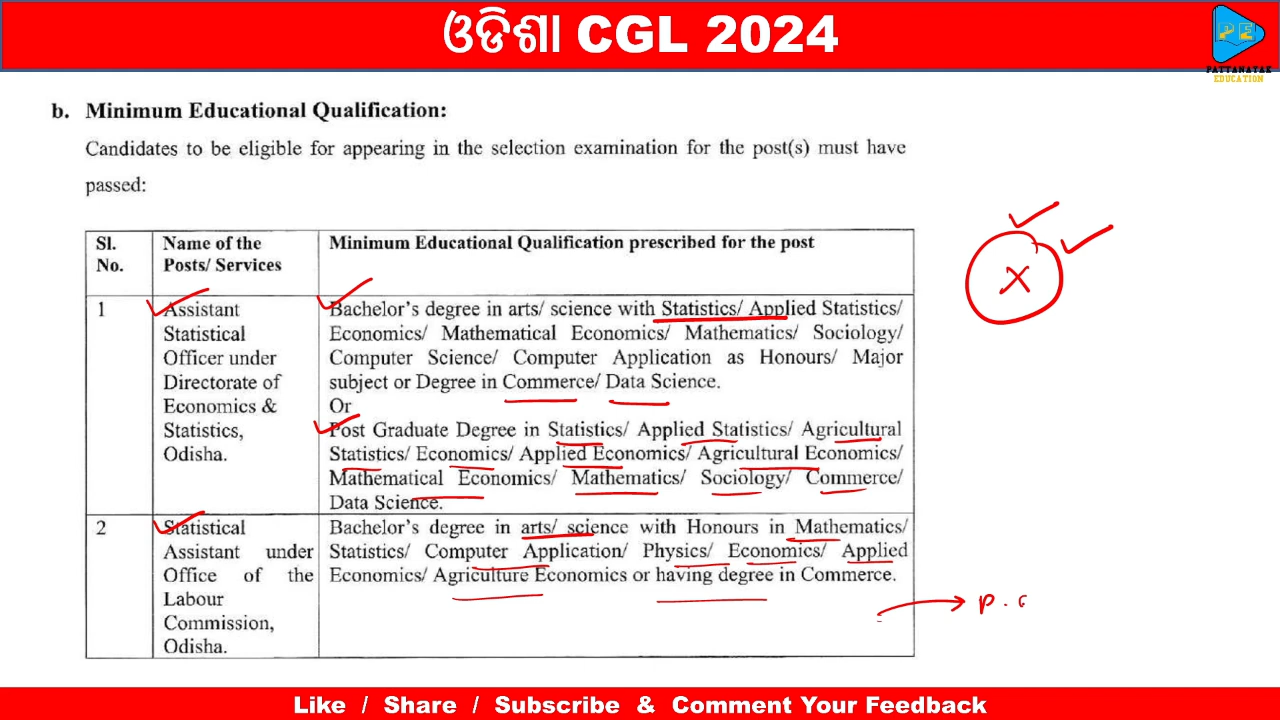 ଓଡିଶା CGL 2024
PE
PATTANAYAK
EDUCATION
b. Minimum Educational Qualification:
Candidates to be eligible for appearing in the selection examination for the post(s) must have
passed:
Sl. No.
Name of the Posts/ Services
Minimum Educational Qualification prescribed for the post
1
Assistant
Statistical
Officer under
Directorate of
Economics &
Statistics,
Odisha.
Bachelor's degree in arts/ science with Statistics/ Applied Statistics/
Economics/ Mathematical Economics/ Mathematics/ Sociology/
Computer Science/ Computer Application as Honours/ Major
subject or Degree in Commerce/ Data Science.
Or
Post Graduate Degree in Statistics/ Applied Statistics/ Agricultural
Statistics/ Economics/ Applied Economics/ Agricultural Economics/
Mathematical Economics/ Mathematics/ Sociology/ Commerce/
Data Science.
2
Statistical
Assistant under
Office of the
Labour
Commission,
Odisha.
Bachelor's degree in arts/ science with Honours in Mathematics/
Statistics/ Computer Application/ Physics/ Economics/ Applied
Economics/ Agriculture Economics or having degree in Commerce.
X
P.
Like / Share / Subscribe & Comment Your Feedback